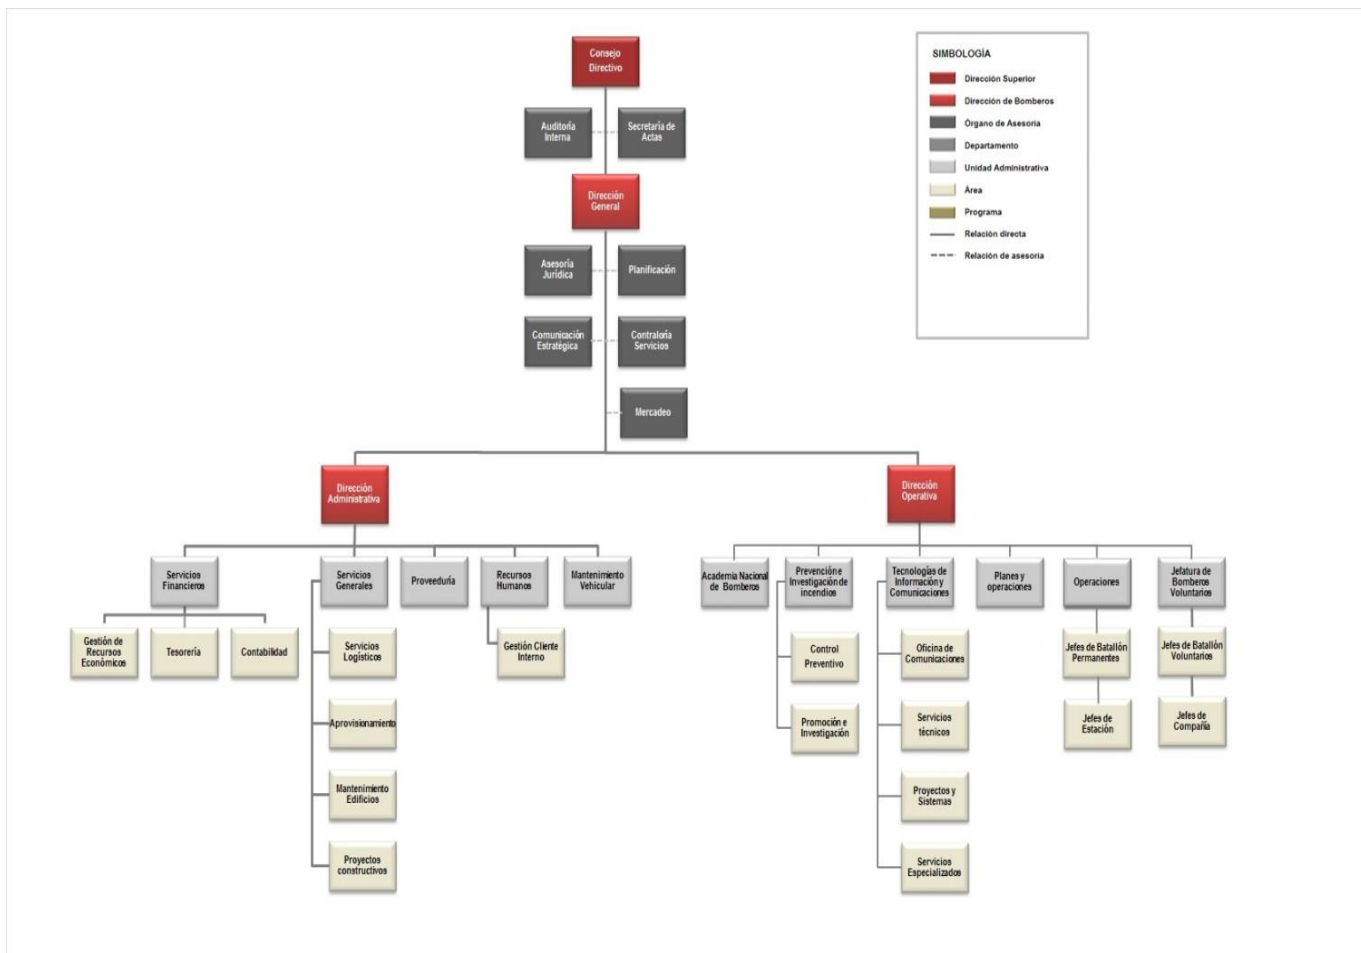 Consejo
Directivo
SIMBOLOGÍA
Dirección Superior
Dirección de Bomberos
Órgano de Asesoría
Departamento
Unidad Administrativa
Área
Programa
Relación directa
Relación de asesoría
Auditoría
Interna
Secretaría de
Actas
Dirección
General
Asesoría
Jurídica
Planificación
Comunicación
Estratégica
Contraloría
Servicios
Mercadeo
Dirección
Administrativa
Dirección
Operativa
Servicios
Financieros
Servicios
Generales
Proveeduría
Recursos
Humanos
Mantenimiento
Vehicular
Academia Nacional
de Bomberos
Prevención e
Investigación de
incendios
Tecnologías de
Información y
Comunicaciones
Planes y
operaciones
Operaciones
Jefatura de
Bomberos
Voluntarios
Gestión de
Recursos
Económicos
Tesorería
Contabilidad
Servicios
Logísticos
Gestión Cliente
Interno
Control
Preventivo
Oficina de
Comunicaciones
Jefes de Batallón
Permanentes
Jefes de Batallón
Voluntarios
Aprovisionamiento
Promoción e
Investigación
Servicios
técnicos
Jefes de
Estación
Jefes de
Compañía
Mantenimiento
Edificios
Proyectos y
Sistemas
Proyectos
constructivos
Servicios
Especializados